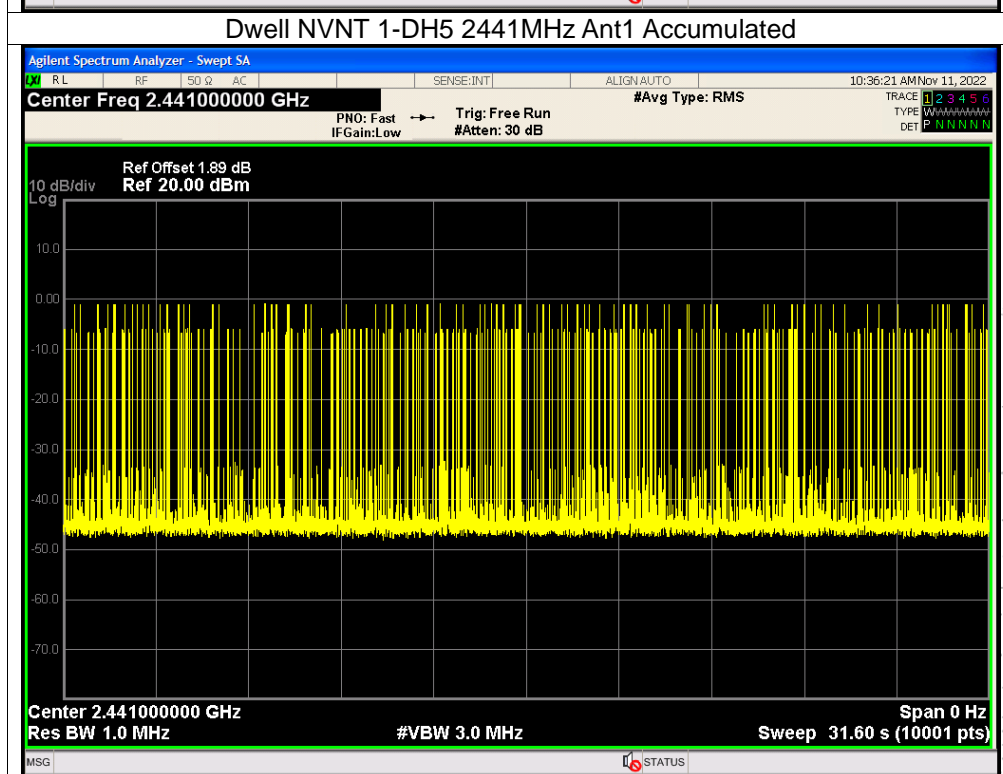 Dwell NVNT 1-DH5 2441MHz Ant1 Accumulated
Agilent Spectrum Analyzer - Swept SA
LXI RL RF 50 Ω AC SENSE:INT ALIGN AUTO 10:36:21 AM Nov 11, 2022
Center Freq 2.441000000 GHz #Avg Type: RMS TRACE 1 2 3 4 5 6
PNO: Fast Trig: Free Run TYPE WWWWWW
IFGain:Low #Atten: 30 dB DET P N N N N N
Ref Offset 1.89 dB
10 dB/div Ref 20.00 dBm
Log
10.0
0.00
-10.0
-20.0
-30.0
-40.0
-50.0
-60.0
-70.0
Center 2.441000000 GHz Span 0 Hz
Res BW 1.0 MHz #VBW 3.0 MHz Sweep 31.60 s (10001 pts)
MSG STATUS